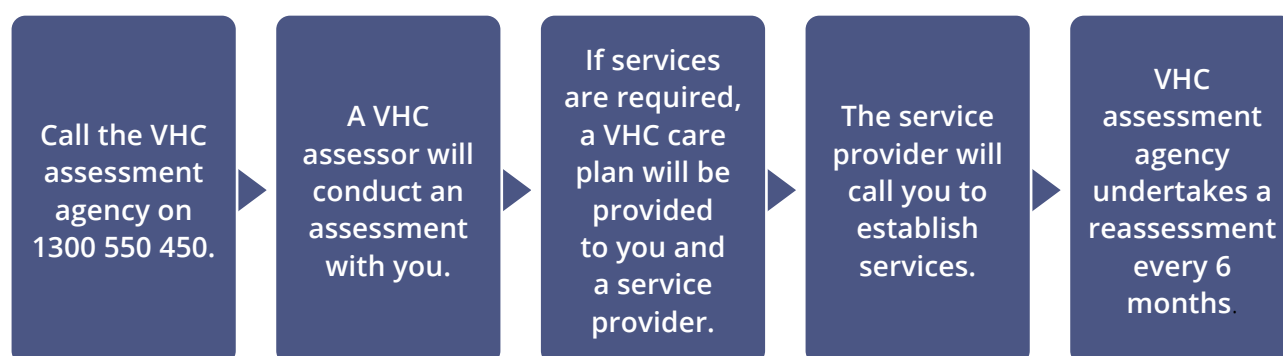 Call the VHC
assessment
agency on
1300 550 450.
A VHC
assessor will
conduct an
assessment
with you.
If services
are required,
a VHC care
plan will be
provided
to you and
a service
provider.
The service
provider will
call you to
establish
services.
VHC
assessment
agency
undertakes a
reassessment
every 6
months.